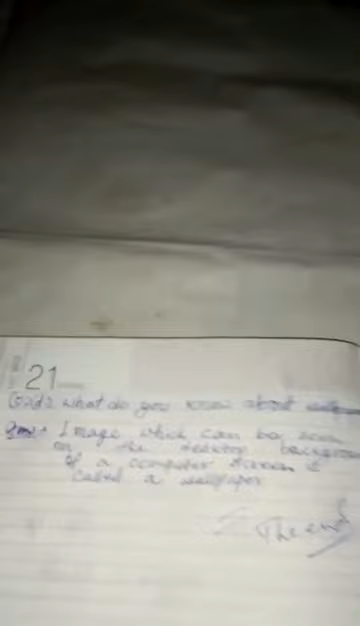 21
what do you know about
Ans: Image which can be seen
on the desktop background
of a computer screen is
called a wallpaper
The end